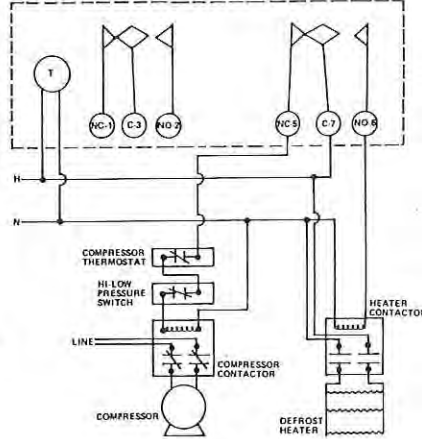 T
NC-1
C-3
NO-2
NC-5
C-7
NO-6
H
N
COMPRESSOR
THERMOSTAT
HI-LOW
PRESSURE
SWITCH
HEATER
CONTACTOR
LINE
COMPRESSOR
CONTACTOR
COMPRESSOR
DEFROST
HEATER